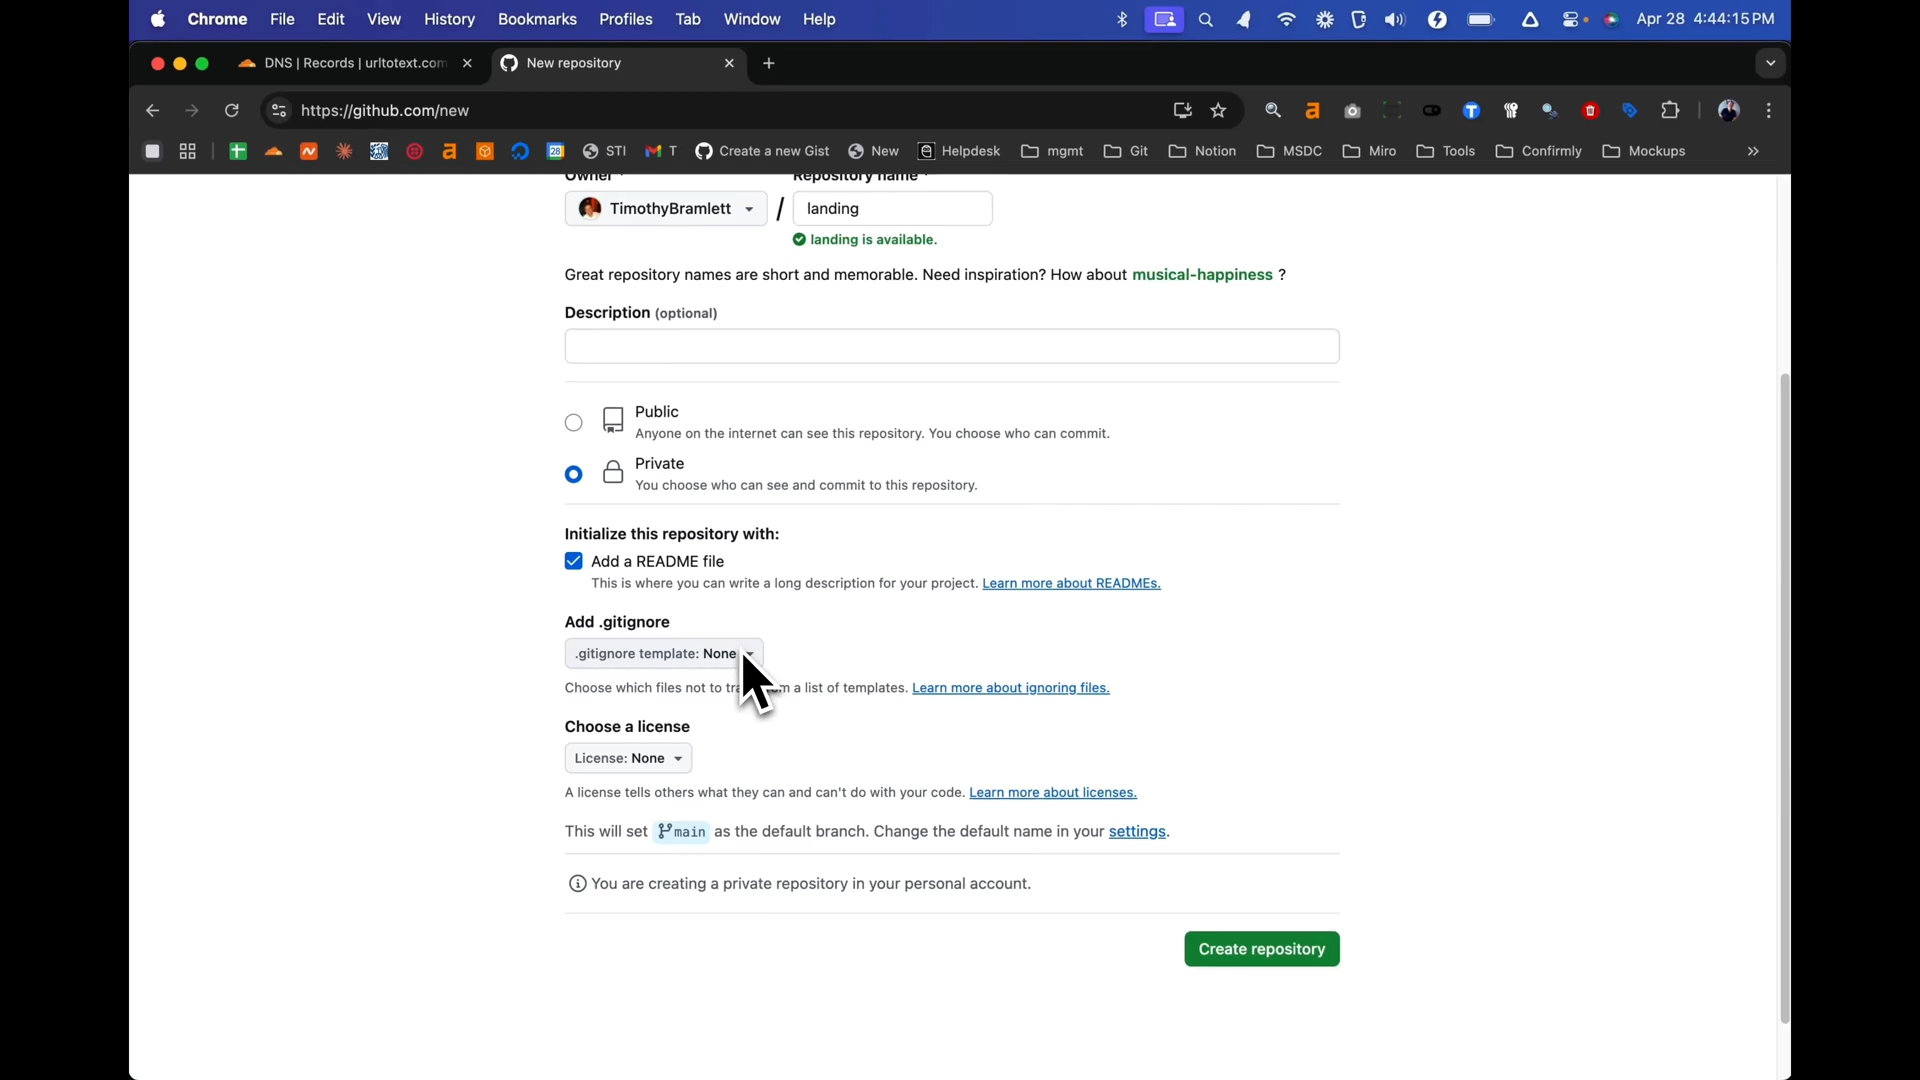 Chrome File Edit View History Bookmarks Profiles Tab Window Help Apr 28 4:44:15 PM
DNS | Records | urltotext.com New repository
https://github.com/new
STI T Create a new Gist New Helpdesk mgmt Git Notion MSDC Miro Tools Confirmly Mockups
Owner * Repository name *
TimothyBramlett / landing
landing is available.
Great repository names are short and memorable. Need inspiration? How about musical-happiness ?
Description (optional)
Public
Anyone on the internet can see this repository. You choose who can commit.
Private
You choose who can see and commit to this repository.
Initialize this repository with:
Add a README file
This is where you can write a long description for your project. Learn more about READMEs.
Add .gitignore
.gitignore template: None
Choose which files not to a list of templates. Learn more about ignoring files.
Choose a license
License: None
A license tells others what they can and can't do with your code. Learn more about licenses.
This will set main as the default branch. Change the default name in your settings.
You are creating a private repository in your personal account.
Create repository